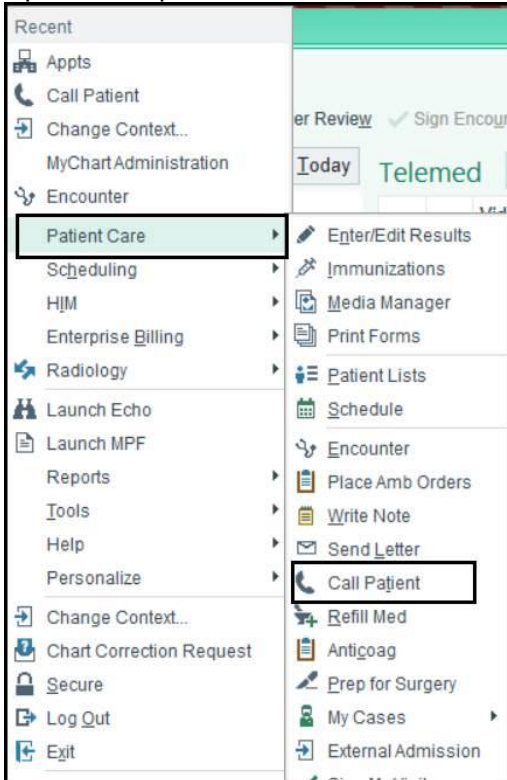 Recent
Appts
Call Patient
Change Context...
MyChart Administration
Encounter
Patient Care
Scheduling
HIM
Enterprise Billing
Radiology
Launch Echo
Launch MPF
Reports
Tools
Help
Personalize
Change Context...
Chart Correction Request
Secure
Log Out
Exit
er Review Sign Encou
Today Telemed
Enter/Edit Results
Immunizations
Media Manager
Print Forms
Patient Lists
Schedule
Encounter
Place Amb Orders
Write Note
Send Letter
Call Patient
Refill Med
Anticoag
Prep for Surgery
My Cases
External Admission